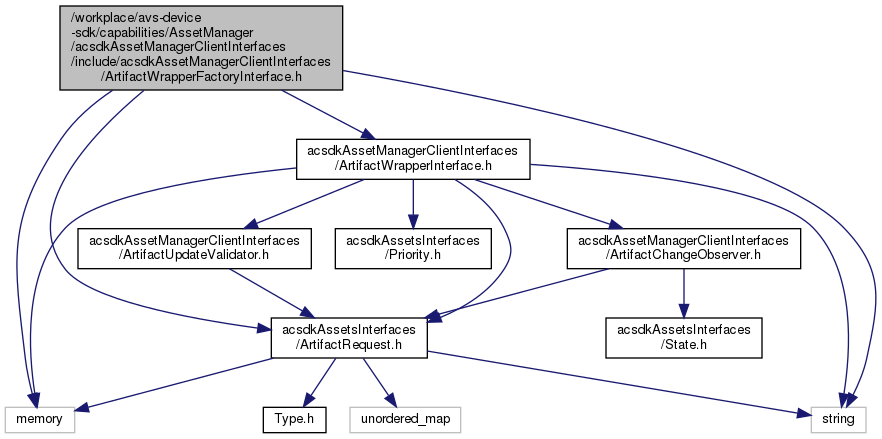 /workplace/avs-device
-sdk/capabilities/AssetManager
/acsdkAssetManagerClientInterfaces
/include/acsdkAssetManagerClientInterfaces
/ArtifactWrapperFactoryInterface.h
acsdkAssetManagerClientInterfaces
/ArtifactWrapperInterface.h
acsdkAssetManagerClientInterfaces
/ArtifactUpdateValidator.h
acsdkAssetsInterfaces
/Priority.h
acsdkAssetManagerClientInterfaces
/ArtifactChangeObserver.h
acsdkAssetsInterfaces
/ArtifactRequest.h
acsdkAssetsInterfaces
/State.h
memory
Type.h
unordered_map
string